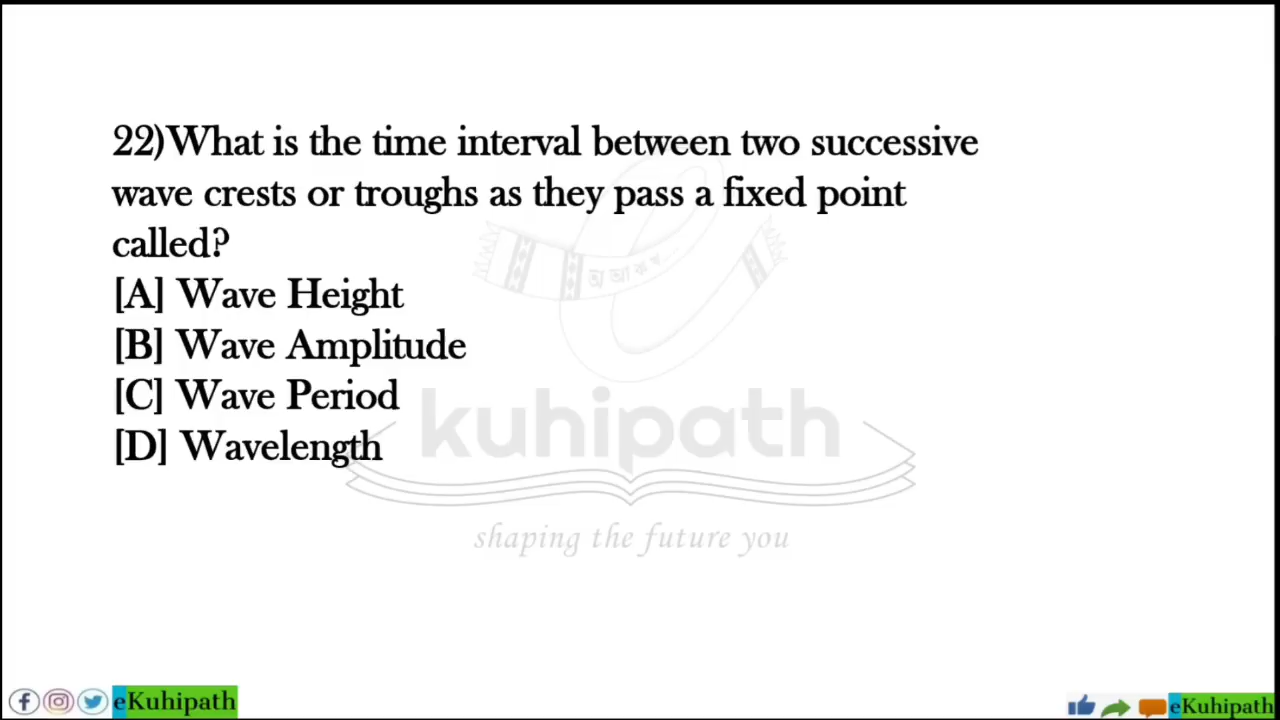 22)What is the time interval between two successive
wave crests or troughs as they pass a fixed point
called?
[A] Wave Height
[B] Wave Amplitude
[C] Wave Period
[D] Wavelength
অ আ ক খ...
kuhipath
shaping the future you
eKuhipath
eKuhipath